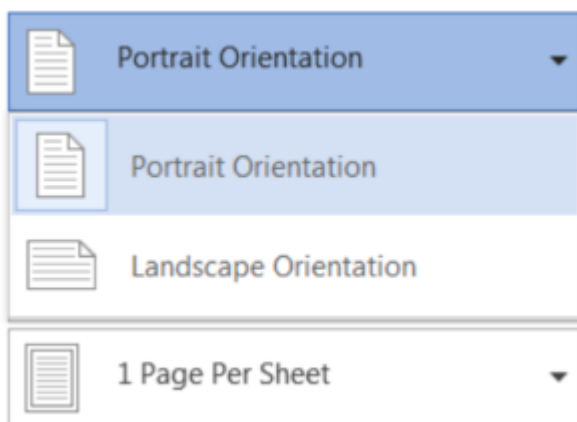 Portrait Orientation
Portrait Orientation
Landscape Orientation
1 Page Per Sheet